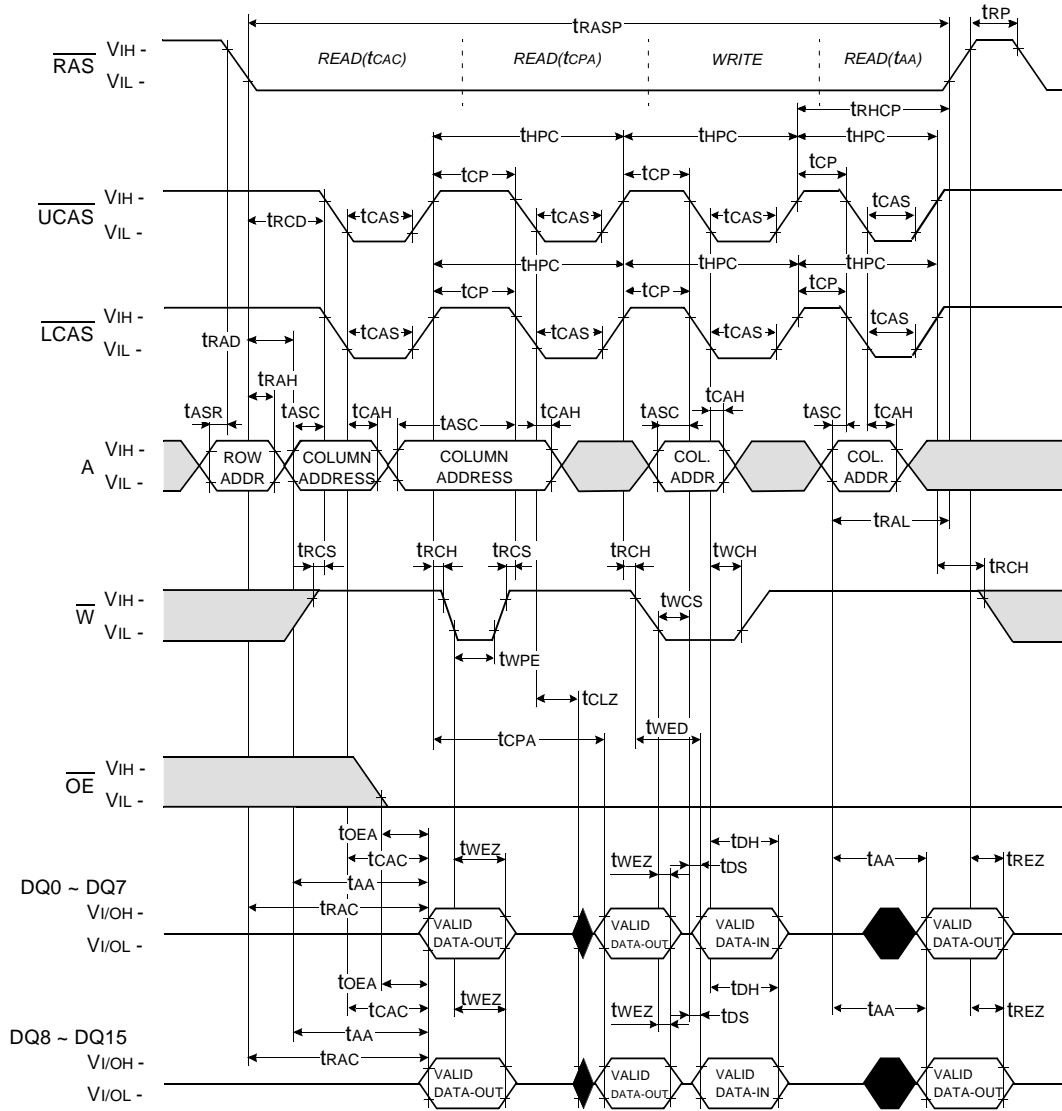 tRASP tRP
VIH -
RAS READ(tCAC) READ(tCPA) WRITE READ(tAA)
VIL -
tRHCP
tHPC tHPC tHPC
tCP tCP tCP
VIH -
UCAS tRCD tCAS tCAS tCAS tCAS
VIL -
tHPC tHPC tHPC
tCP tCP tCP
VIH -
LCAS tCAS tCAS tCAS tCAS
VIL -
tRAD
tRAH tCAH
tASR tASC tCAH tASC tCAH tASC tASC tCAH
VIH - ROW COLUMN COLUMN COL. COL.
A
VIL - ADDR ADDRESS ADDRESS ADDR ADDR
tRAL
tRCS tRCH tRCS tRCH tWCH tRCH
VIH -
W tWCS
VIL -
tWPE
tCLZ
tCPA tWED
VIH -
OE
VIL -
tOEA tWEZ tDH
tCAC tWEZ tDS tAA tREZ
DQ0 ~ DQ7 tAA
tRAC
VI/OH - VALID VALID VALID VALID
VI/OL - DATA-OUT DATA-OUT DATA-IN DATA-OUT
tOEA tWEZ tDH
tCAC tWEZ tDS tAA tREZ
DQ8 ~ DQ15 tAA
tRAC
VI/OH - VALID VALID VALID VALID
VI/OL - DATA-OUT DATA-OUT DATA-IN DATA-OUT